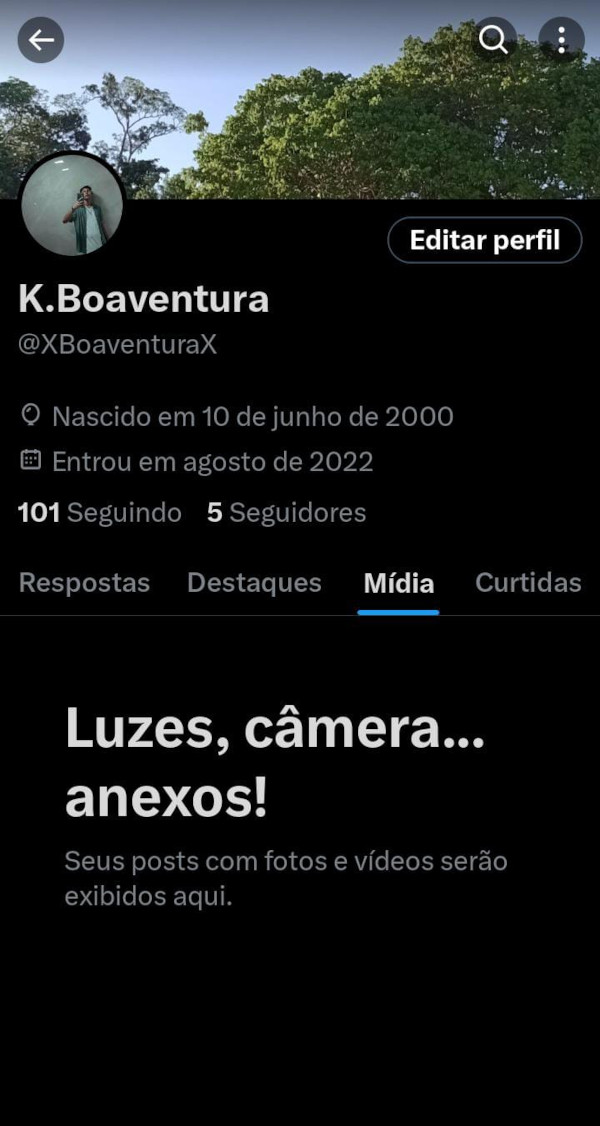 Editar perfil
K.Boaventura
@XBoaventuraX
Nascido em 10 de junho de 2000
Entrou em agosto de 2022
101 Seguindo 5 Seguidores
Respostas Destaques Mídia Curtidas
Luzes, câmera...
anexos!
Seus posts com fotos e vídeos serão
exibidos aqui.